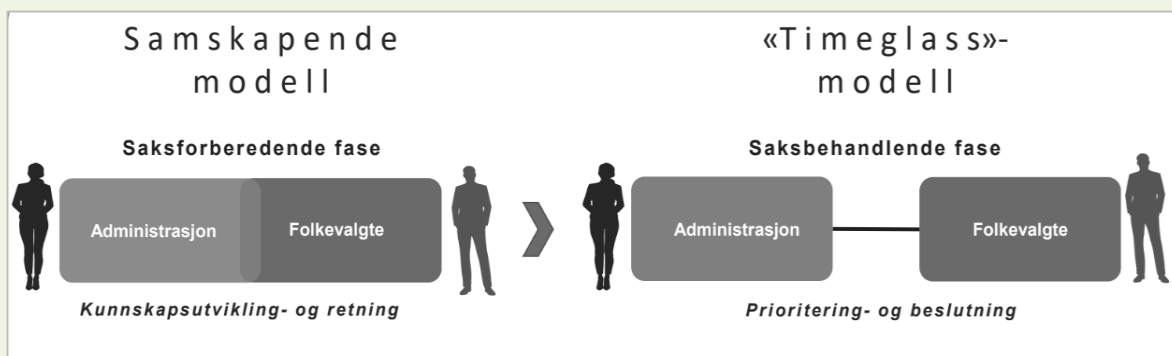 Samskapende
modell
Saksforberedende fase
Administrasjon
Folkevalgte
Kunnskapsutvikling- og retning
«Timeglass»-
modell
Saksbehandlende fase
Administrasjon
Folkevalgte
Prioritering- og beslutning